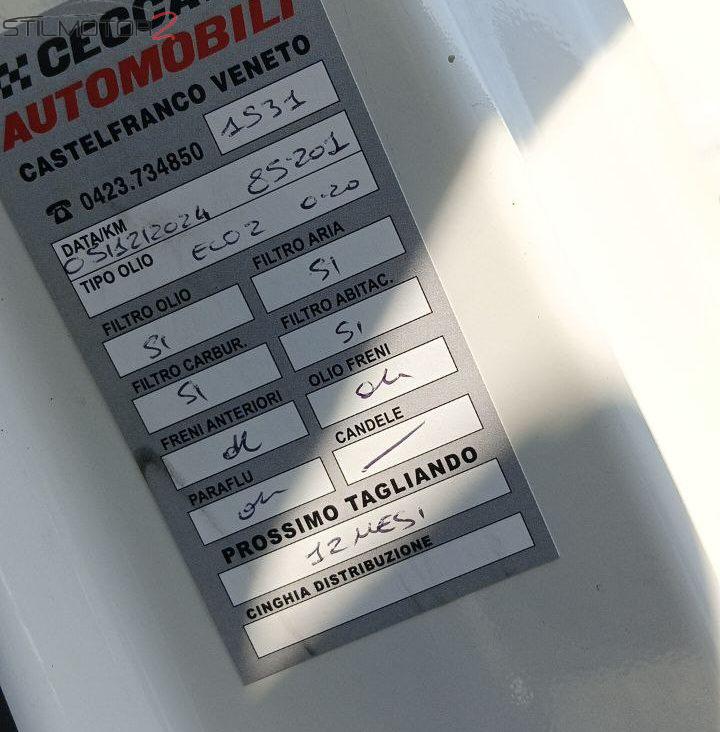 STILMOTOR2
CECCA
AUTOMOBILI
CASTELFRANCO VENETO
☎ 0423.734850 1531
DATA/KM 85.201
05/12/2024
TIPO OLIO ECO2 0.20
FILTRO OLIO FILTRO ARIA
SI SI
FILTRO CARBUR. FILTRO ABITAC.
SI SI
FRENI ANTERIORI OLIO FRENI
ok ok
PARAFLU CANDELE
ok /
PROSSIMO TAGLIANDO
12 MESI
CINGHIA DISTRIBUZIONE